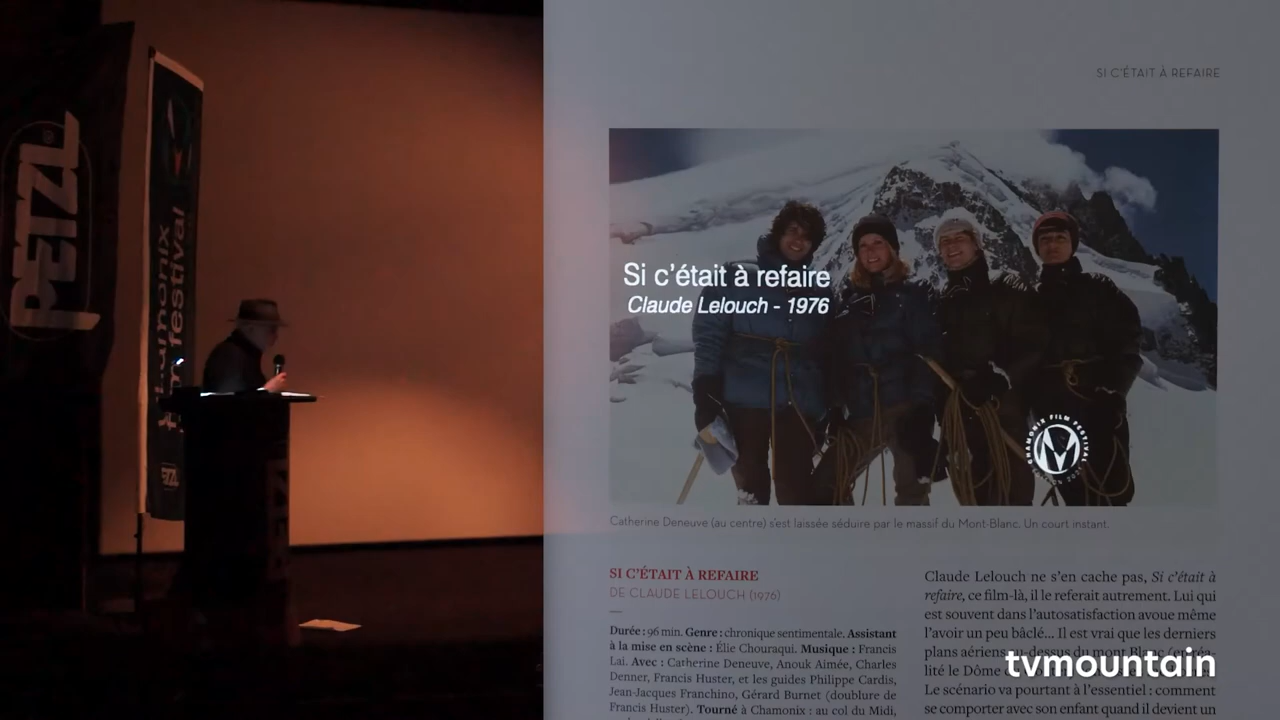 PETZL
chamonix
film festival
PETZL
SI C'ÉTAIT À REFAIRE
Si c'était à refaire
Claude Lelouch - 1976
CHAMONIX FILM FESTIVAL
Catherine Deneuve (au centre) s'est laissée séduire par le massif du Mont-Blanc. Un court instant.
SI C'ÉTAIT À REFAIRE
DE CLAUDE LELOUCH (1976)
Durée : 96 min. Genre : chronique sentimentale. Assistant
à la mise en scène : Élie Chouraqui. Musique : Francis
Lai. Avec : Catherine Deneuve, Anouk Aimée, Charles
Denner, Francis Huster, et les guides Philippe Cardis,
Jean-Jacques Franchino, Gérard Burnet (doublure de
Francis Huster). Tourné à Chamonix : au col du Midi,
Claude Lelouch ne s'en cache pas, Si c'était à
refaire, ce film-là, il le referait autrement. Lui qui
est souvent dans l'autosatisfaction avoue même
l'avoir un peu bâclé... Il est vrai que les derniers
plans aériens au-dessus du mont Blanc (en réa-
lité le Dôme
Le scénario va pourtant à l'essentiel : comment
se comporter avec son enfant quand il devient un
tvmountain